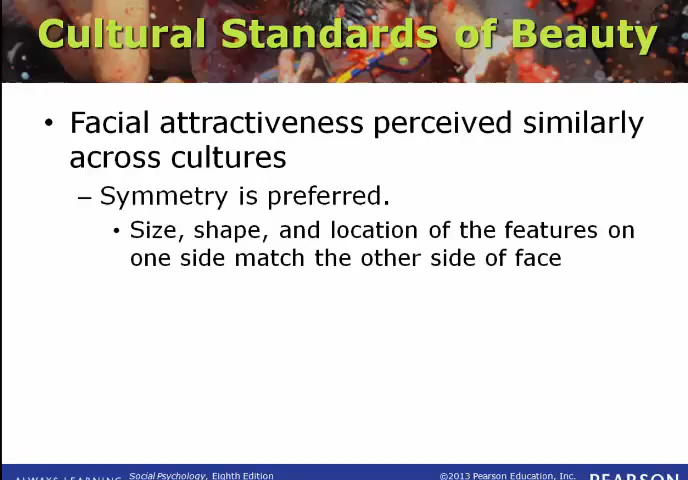 Cultural Standards of Beauty
• Facial attractiveness perceived similarly
across cultures
– Symmetry is preferred.
• Size, shape, and location of the features on
one side match the other side of face
ALWAYS LEARNING
Social Psychology, Eighth Edition
©2013 Pearson Education, Inc.
PEARSON